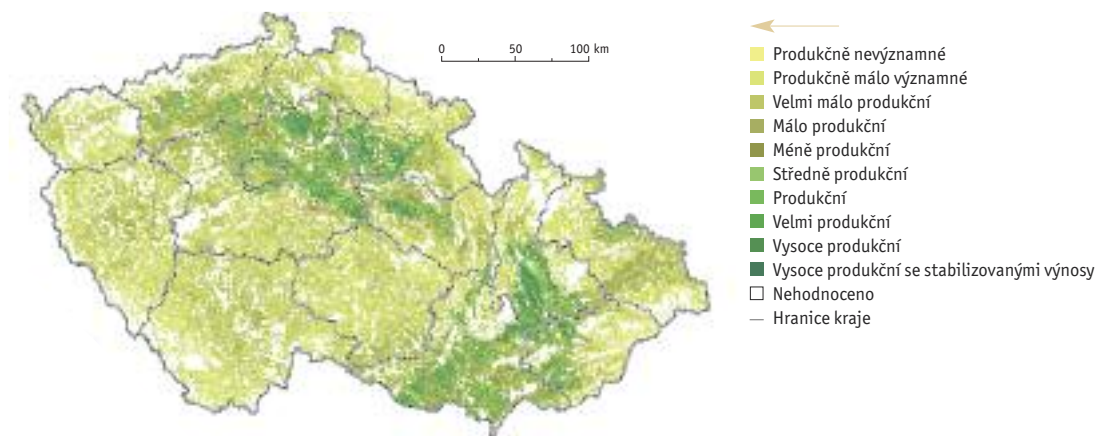 0 50 100 km
Produkčně nevýznamné
Produkčně málo významné
Velmi málo produkční
Málo produkční
Méně produkční
Středně produkční
Produkční
Velmi produkční
Vysoce produkční
Vysoce produkční se stabilizovanými výnosy
Nehodnoceno
Hranice kraje